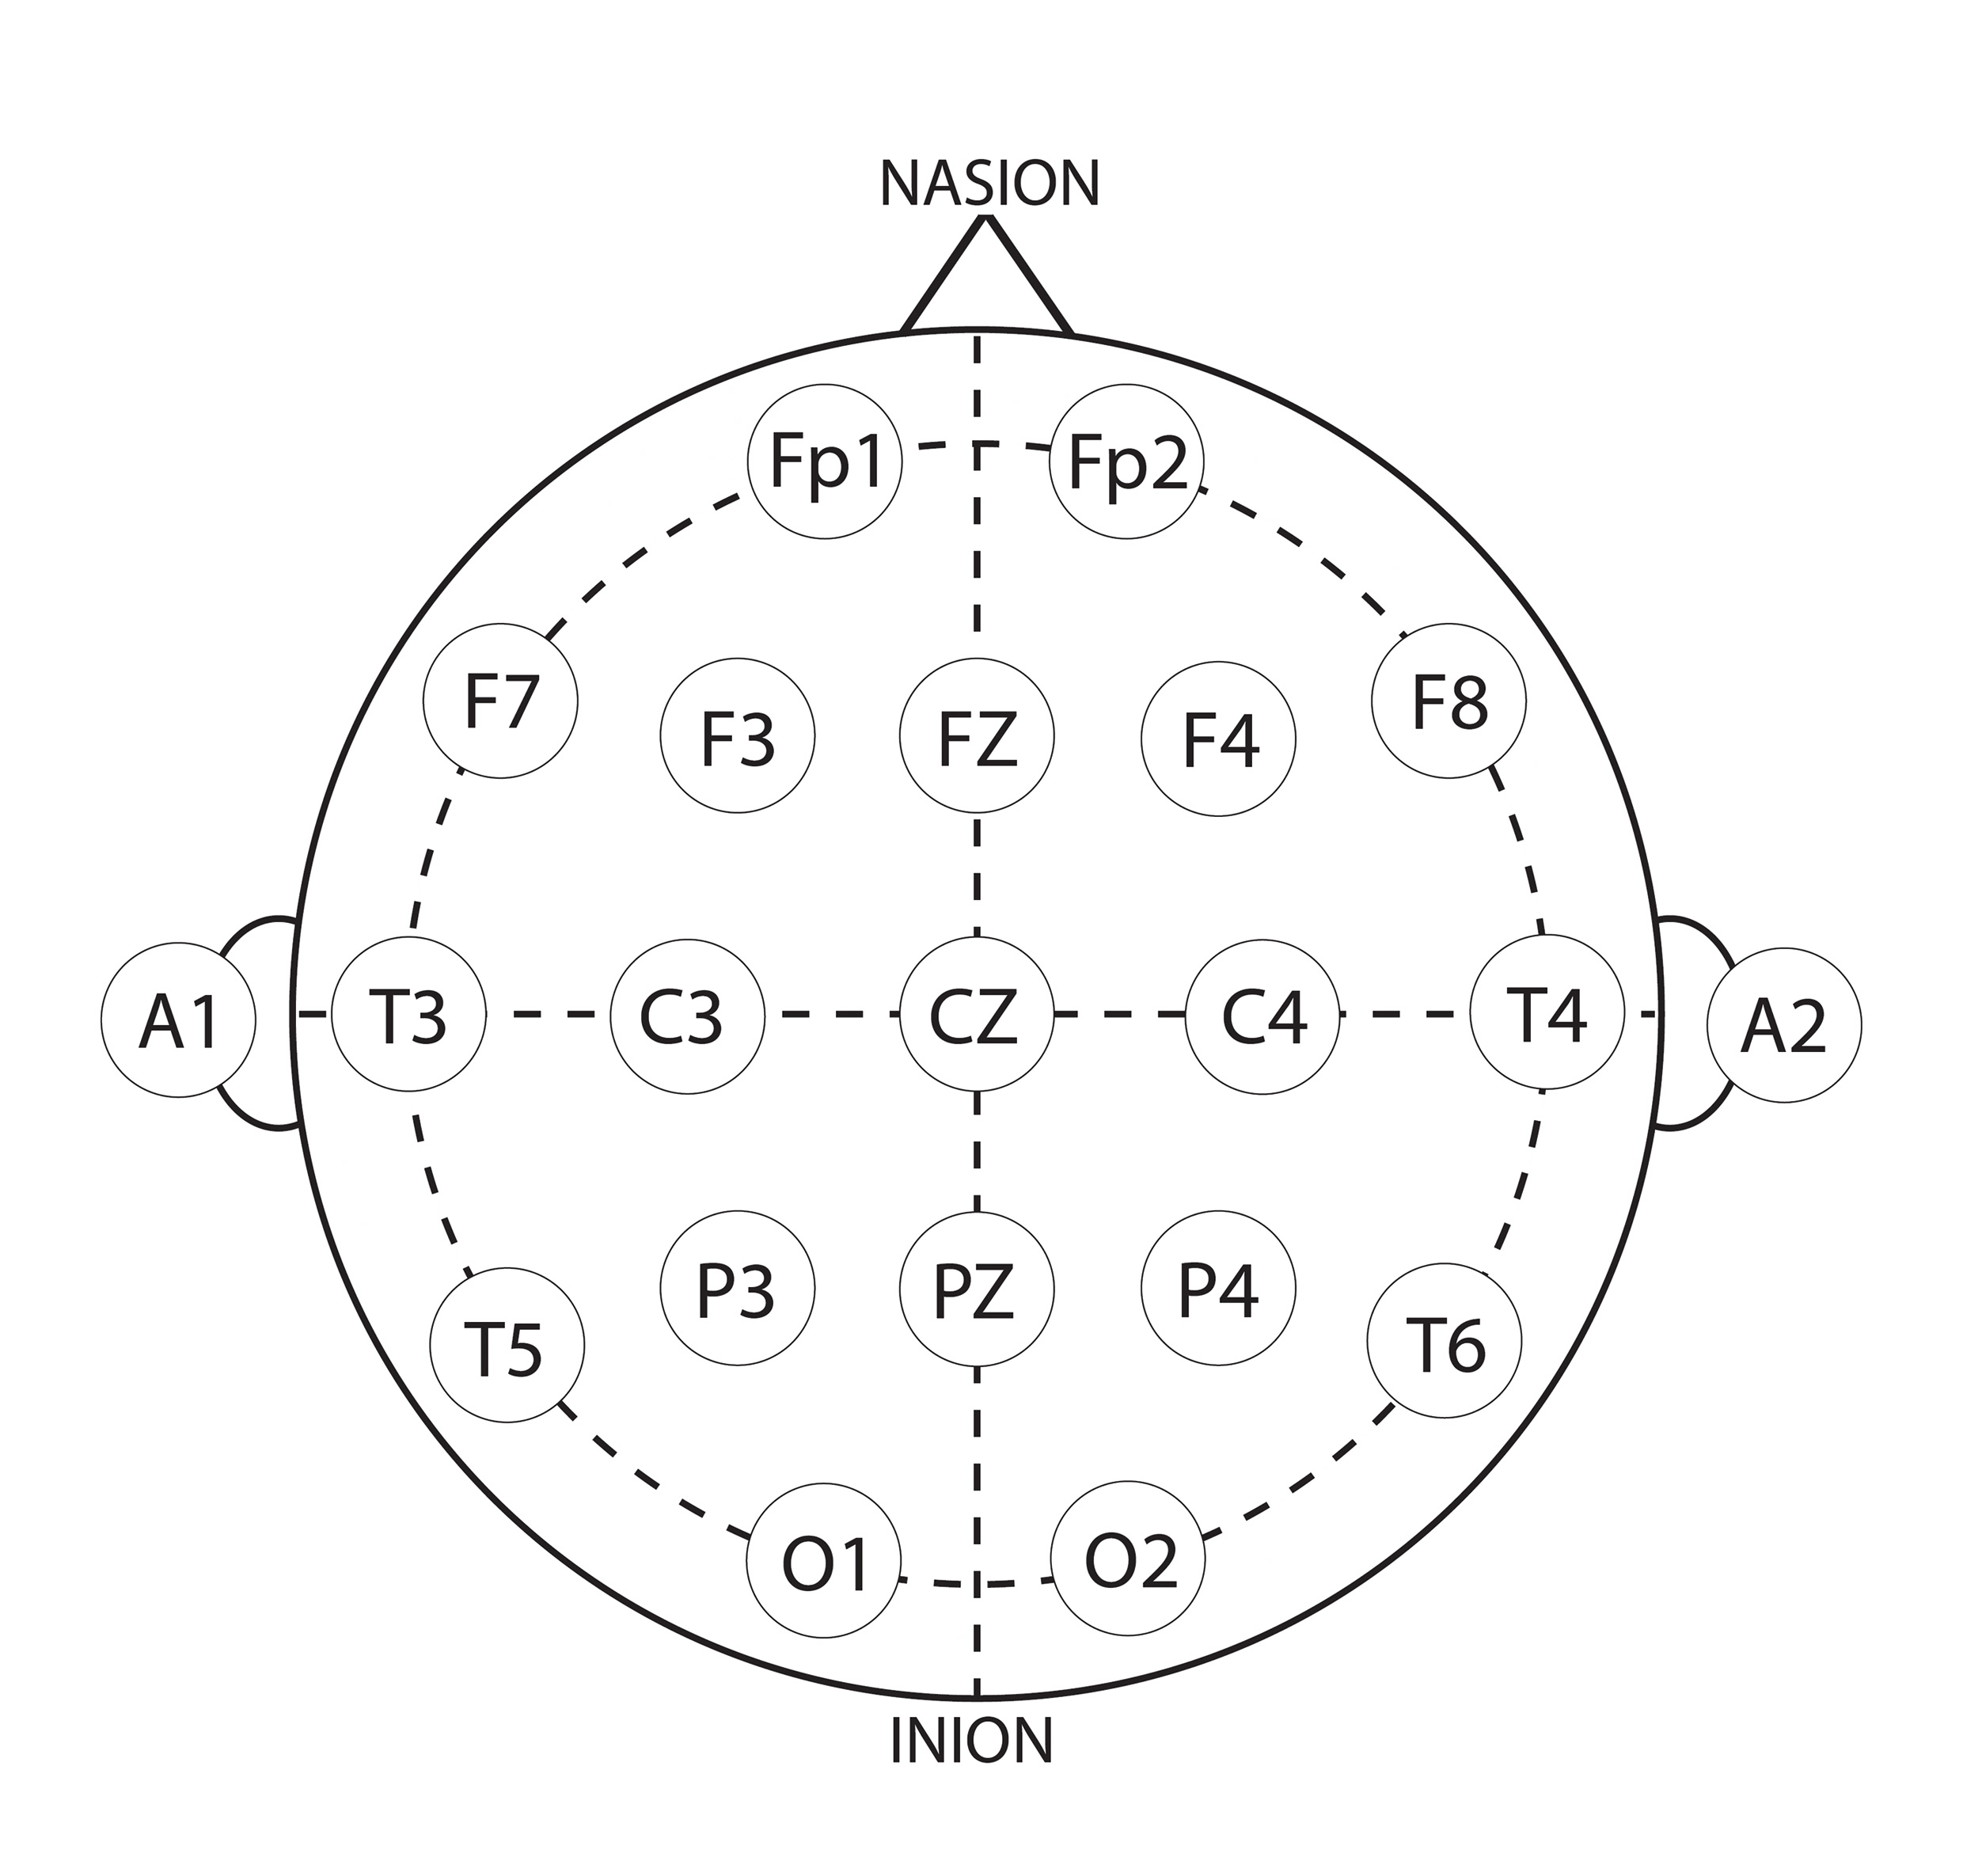 NASION
Fp1 Fp2
F7 F3 FZ F4 F8
A1 T3 C3 CZ C4 T4 A2
T5 P3 PZ P4 T6
O1 O2
INION